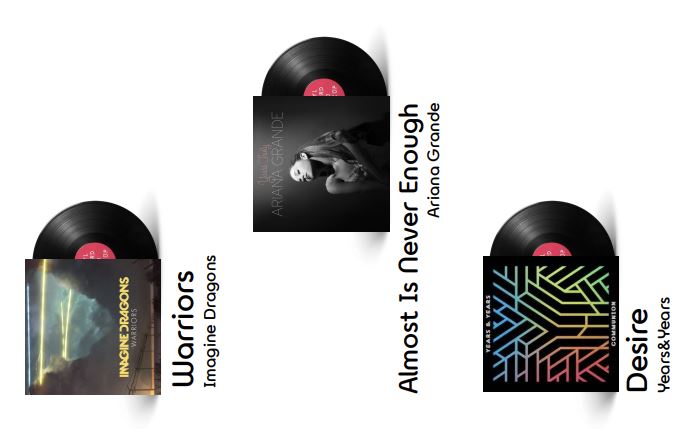 IMAGINE DRAGONS
WARRIORS
Warriors
Imagine Dragons
Yours Truly
ARIANA GRANDE
Almost Is Never Enough
Ariana Grande
YEARS & YEARS
COMMUNION
Desire
Years&Years